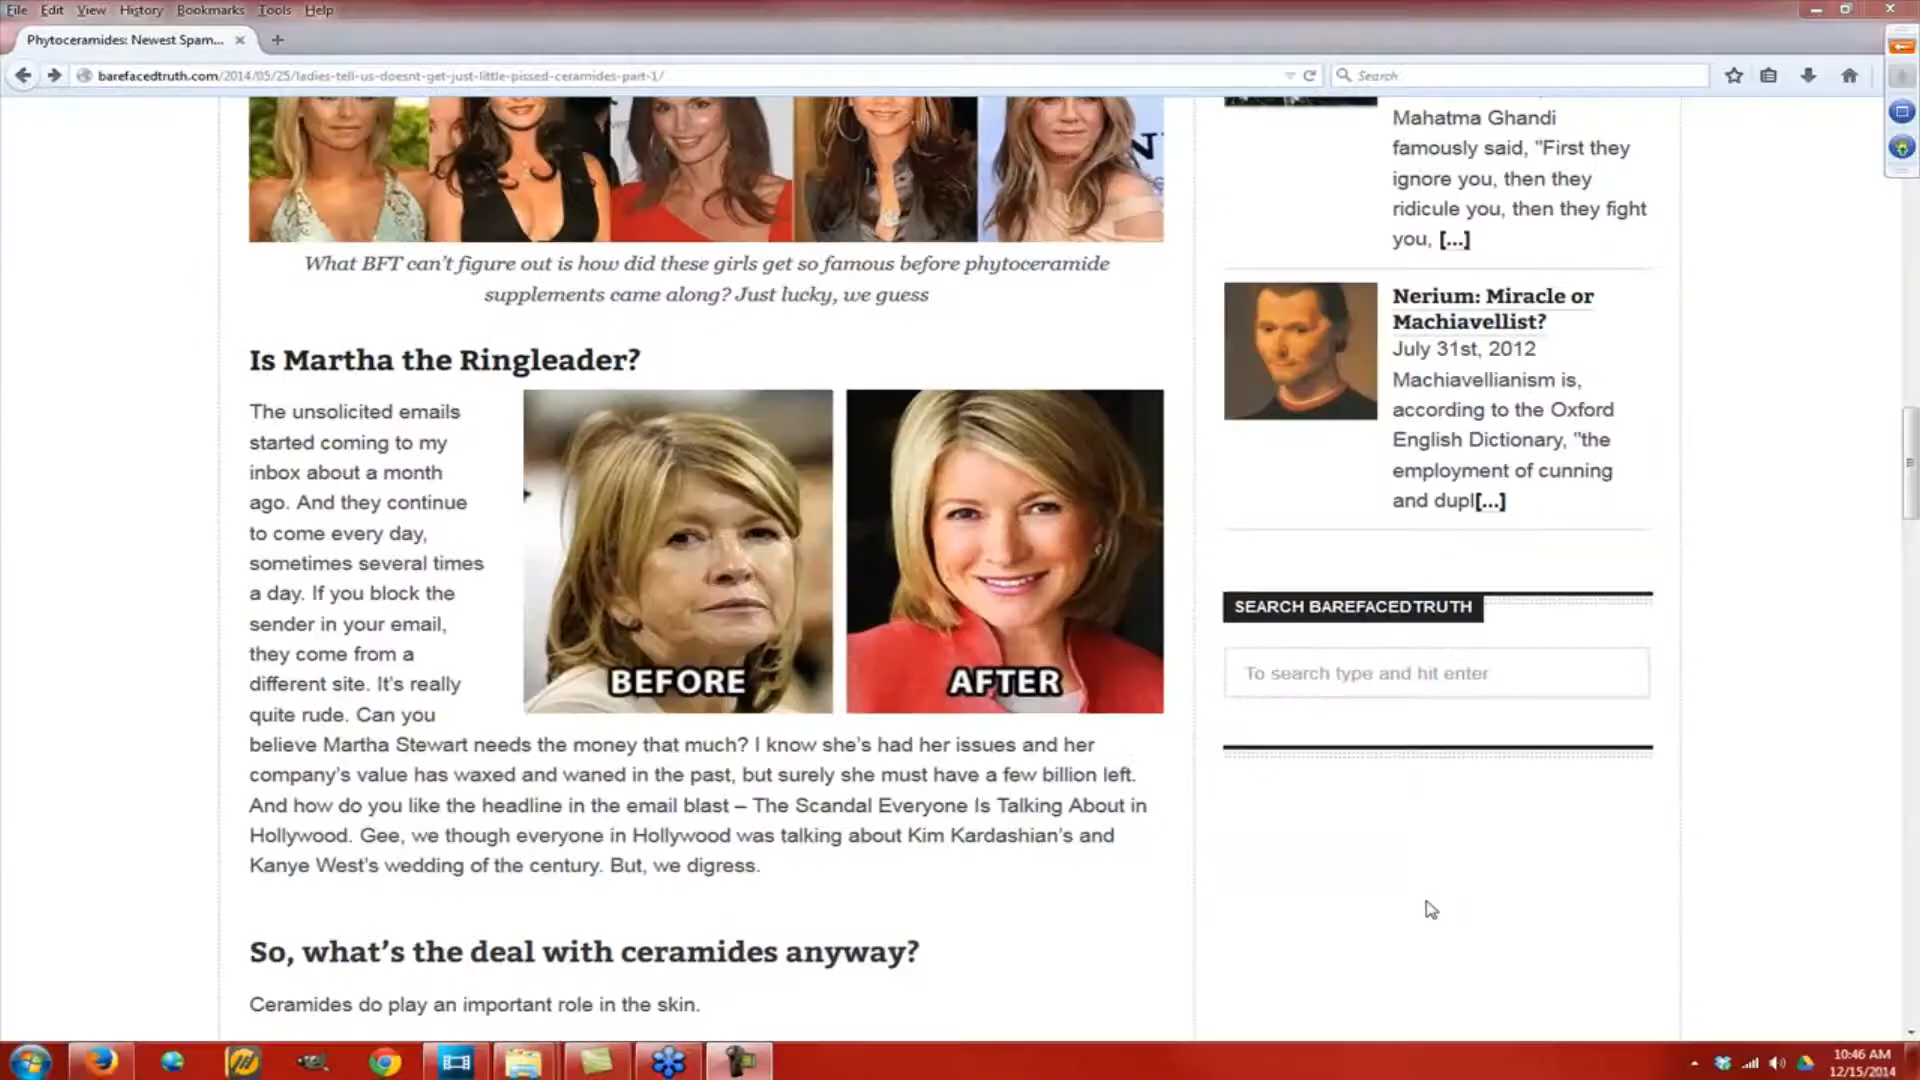 File Edit View History Bookmarks Tools Help
Phytoceramides: Newest Spam...
barefacedtruth.com/2014/05/25/ladies-tell-us-doesnt-get-just-little-pissed-ceramides-part-1/
Search
What BFT can't figure out is how did these girls get so famous before phytoceramide
supplements came along? Just lucky, we guess
Is Martha the Ringleader?
The unsolicited emails
started coming to my
inbox about a month
ago. And they continue
to come every day,
sometimes several times
a day. If you block the
sender in your email,
they come from a
different site. It's really
quite rude. Can you
believe Martha Stewart needs the money that much? I know she's had her issues and her
company's value has waxed and waned in the past, but surely she must have a few billion left.
And how do you like the headline in the email blast – The Scandal Everyone Is Talking About in
Hollywood. Gee, we though everyone in Hollywood was talking about Kim Kardashian's and
Kanye West's wedding of the century. But, we digress.
BEFORE
AFTER
So, what's the deal with ceramides anyway?
Ceramides do play an important role in the skin.
Mahatma Ghandi
famously said, "First they
ignore you, then they
ridicule you, then they fight
you, [...]
Nerium: Miracle or
Machiavellist?
July 31st, 2012
Machiavellianism is,
according to the Oxford
English Dictionary, "the
employment of cunning
and dupl[...]
SEARCH BAREFACEDTRUTH
To search type and hit enter
10:46 AM
12/15/2014